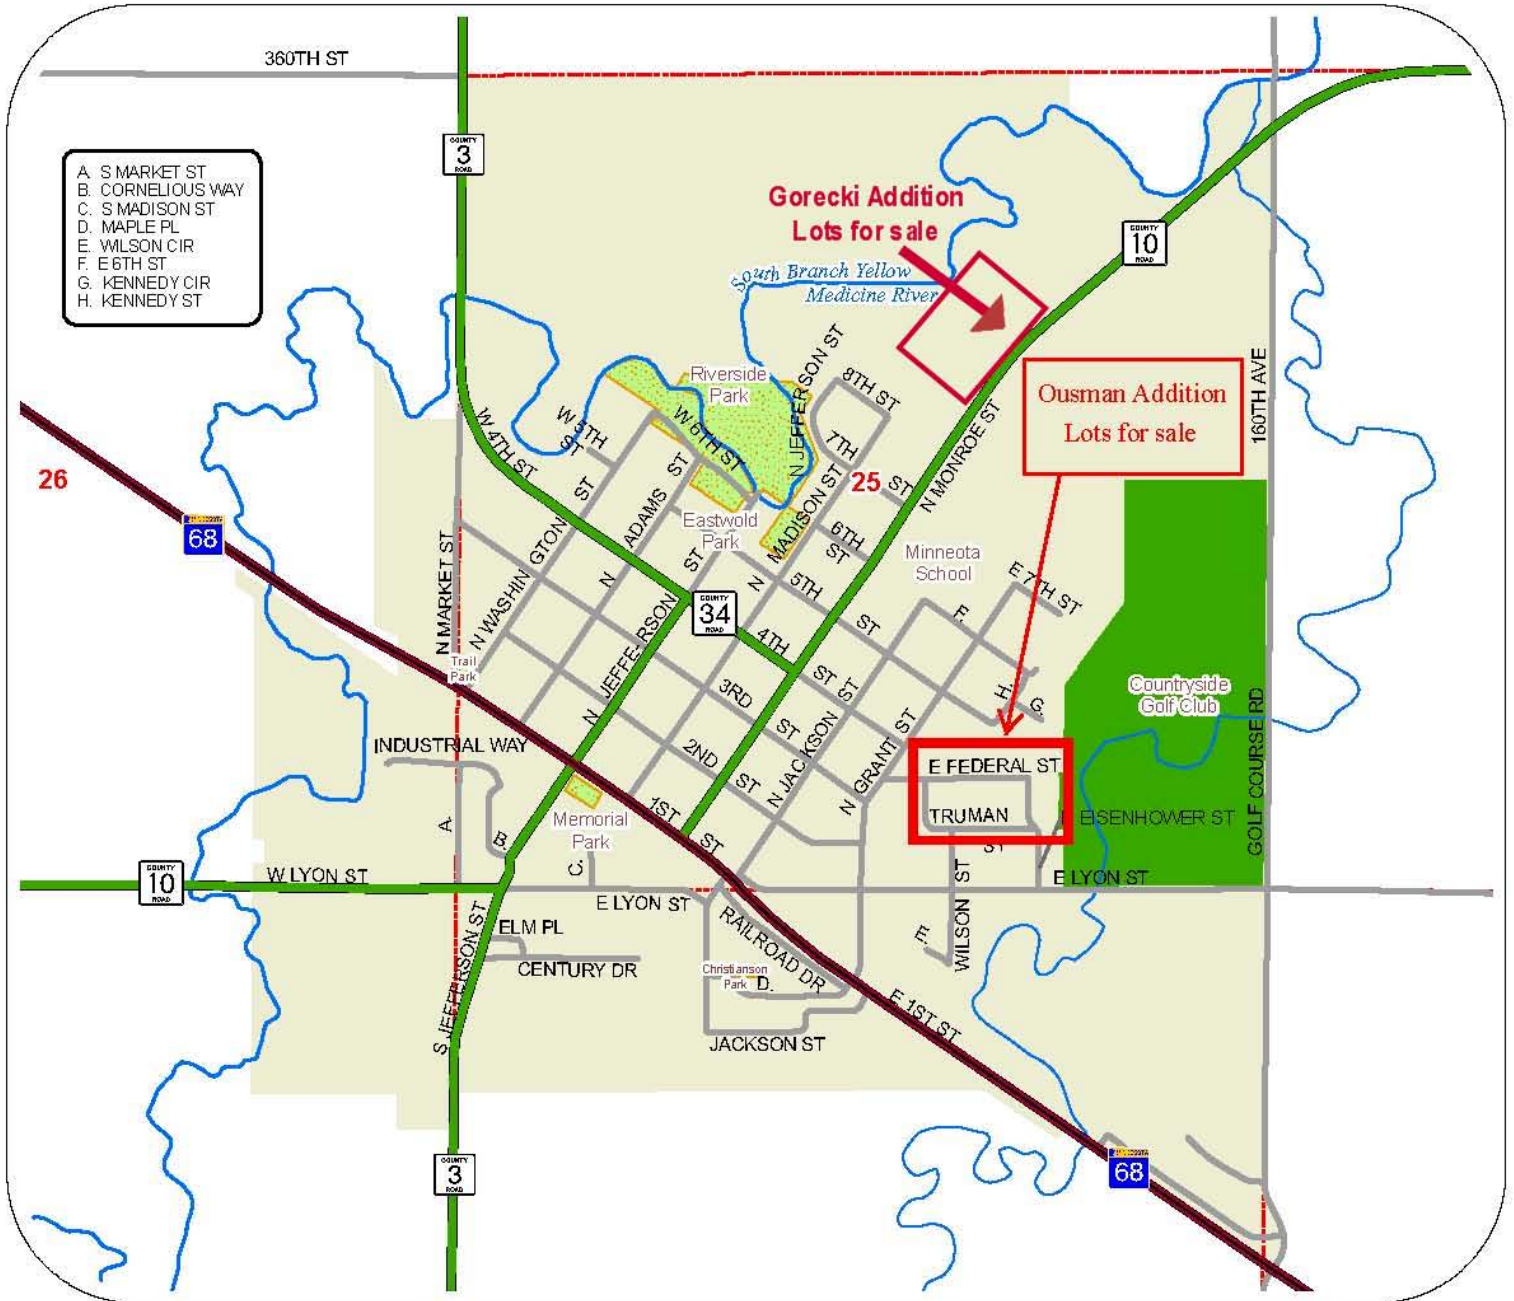 360TH ST
COUNTY
3
ROAD
A. S MARKET ST
B. CORNELIOUS WAY
C. S MADISON ST
D. MAPLE PL
E. WILSON CIR
F. E 6TH ST
G. KENNEDY CIR
H. KENNEDY ST
Gorecki Addition
Lots for sale
COUNTY
10
ROAD
South Branch Yellow
Medicine River
Ousman Addition
Lots for sale
160TH AVE
Riverside
Park
N JEFFERSON ST
8TH ST
7TH
ST
W 4TH ST
W 5TH
ST
W 6TH ST
N MONROE ST
26
25
68
N MARKET ST
N WASHINGTON ST
N ADAMS ST
Eastwold
Park
N MADISON ST
6TH
ST
Minneota
School
E 7TH ST
5TH
ST
F.
COUNTY
34
ROAD
4TH
ST
N JEFFERSON ST
Trail
Park
3RD
ST
H.
G.
Countryside
Golf Club
INDUSTRIAL WAY
2ND
ST
N JACKSON ST
N GRANT ST
E FEDERAL ST
TRUMAN
ST
E EISENHOWER ST
GOLF COURSE RD
Memorial
Park
1ST
ST
A.
B.
C.
COUNTY
10
ROAD
W LYON ST
E LYON ST
E LYON ST
S JEFFERSON ST
ELM PL
CENTURY DR
RAILROAD DR
Christianson
Park
D.
E.
WILSON ST
E 1ST ST
JACKSON ST
COUNTY
3
ROAD
68